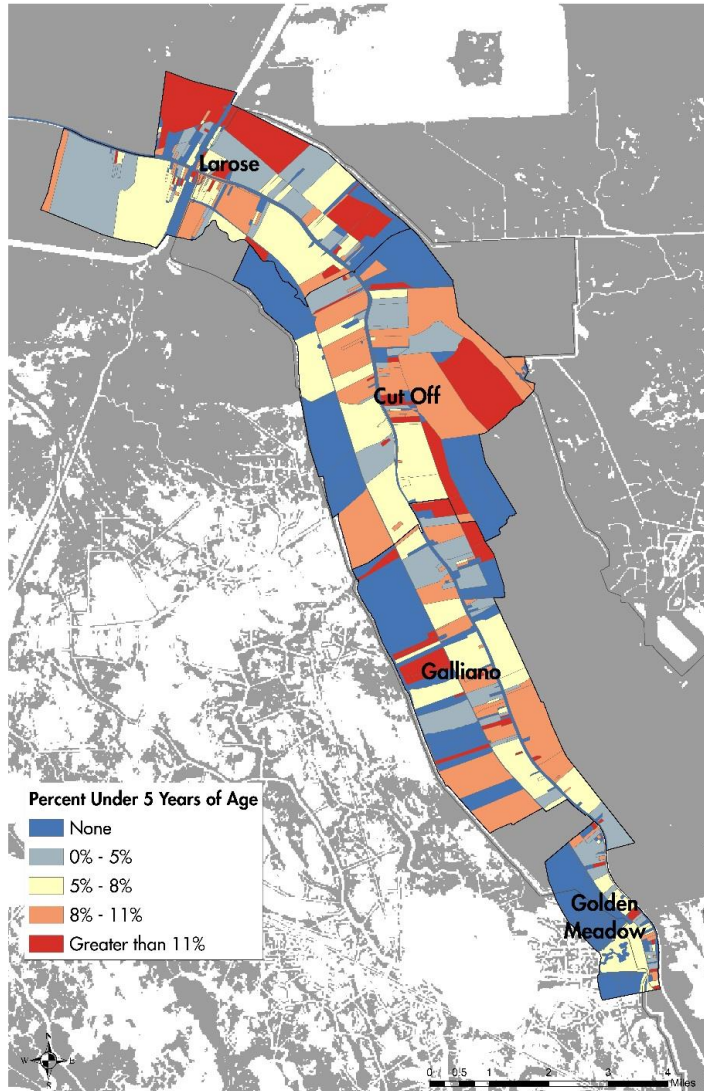 Larose
Cut Off
Galliano
Golden
Meadow
Percent Under 5 Years of Age
None
0% - 5%
5% - 8%
8% - 11%
Greater than 11%
N
W E
S
0 0.5 1 2 3 4
Miles